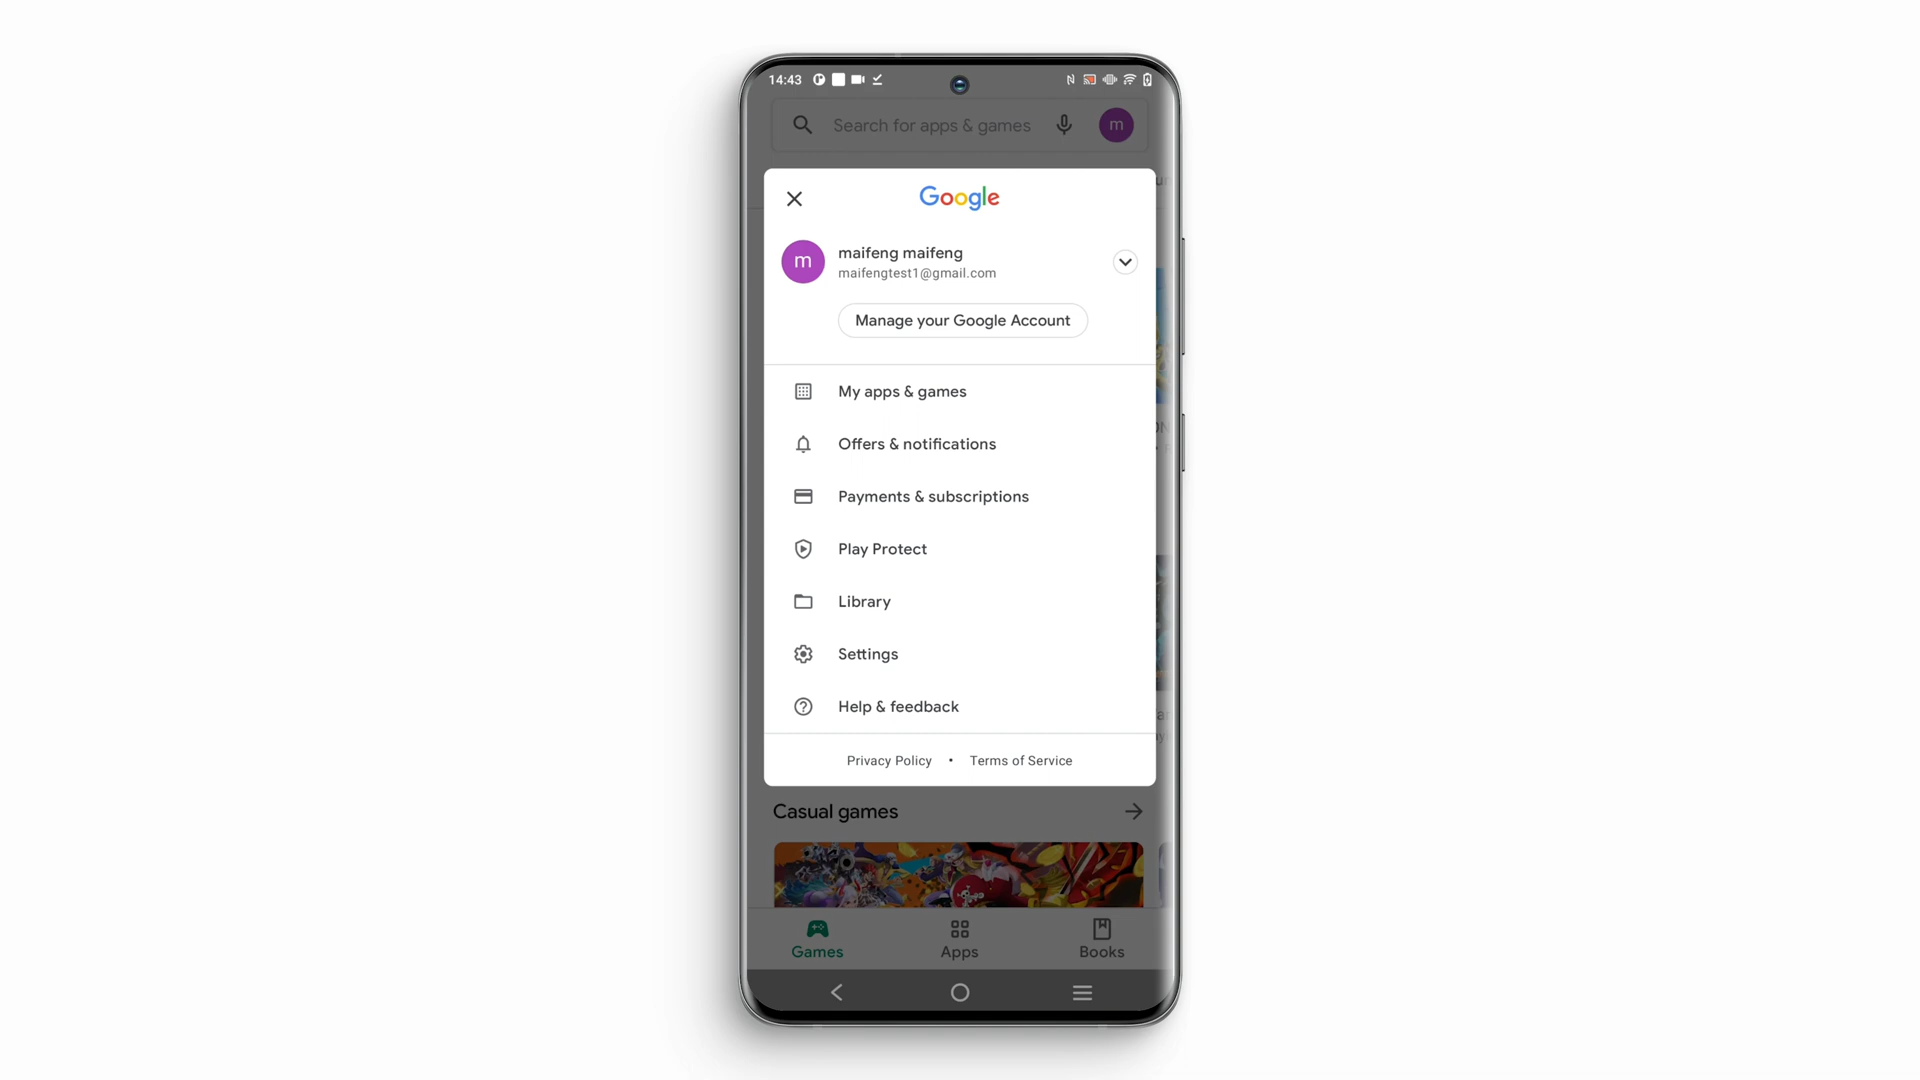 14:43
Search for apps & games
m
Google
m
maifeng maifeng
maifengtest1@gmail.com
Manage your Google Account
My apps & games
Offers & notifications
Payments & subscriptions
Play Protect
Library
Settings
Help & feedback
Privacy Policy • Terms of Service
Casual games
Games
Apps
Books